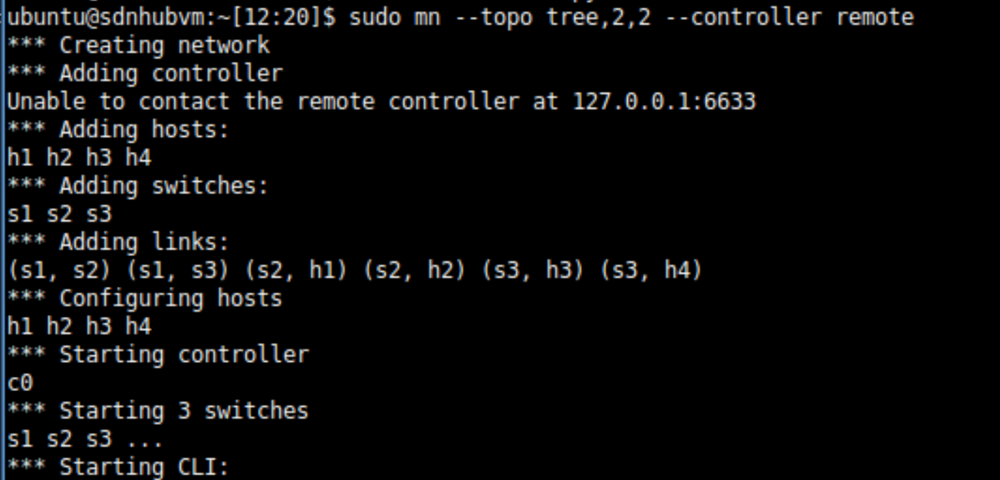 ubuntu@sdnhubvm:~[12:20]$ sudo mn --topo tree,2,2 --controller remote
*** Creating network
*** Adding controller
Unable to contact the remote controller at 127.0.0.1:6633
*** Adding hosts:
h1 h2 h3 h4
*** Adding switches:
s1 s2 s3
*** Adding links:
(s1, s2) (s1, s3) (s2, h1) (s2, h2) (s3, h3) (s3, h4)
*** Configuring hosts
h1 h2 h3 h4
*** Starting controller
c0
*** Starting 3 switches
s1 s2 s3 ...
*** Starting CLI: